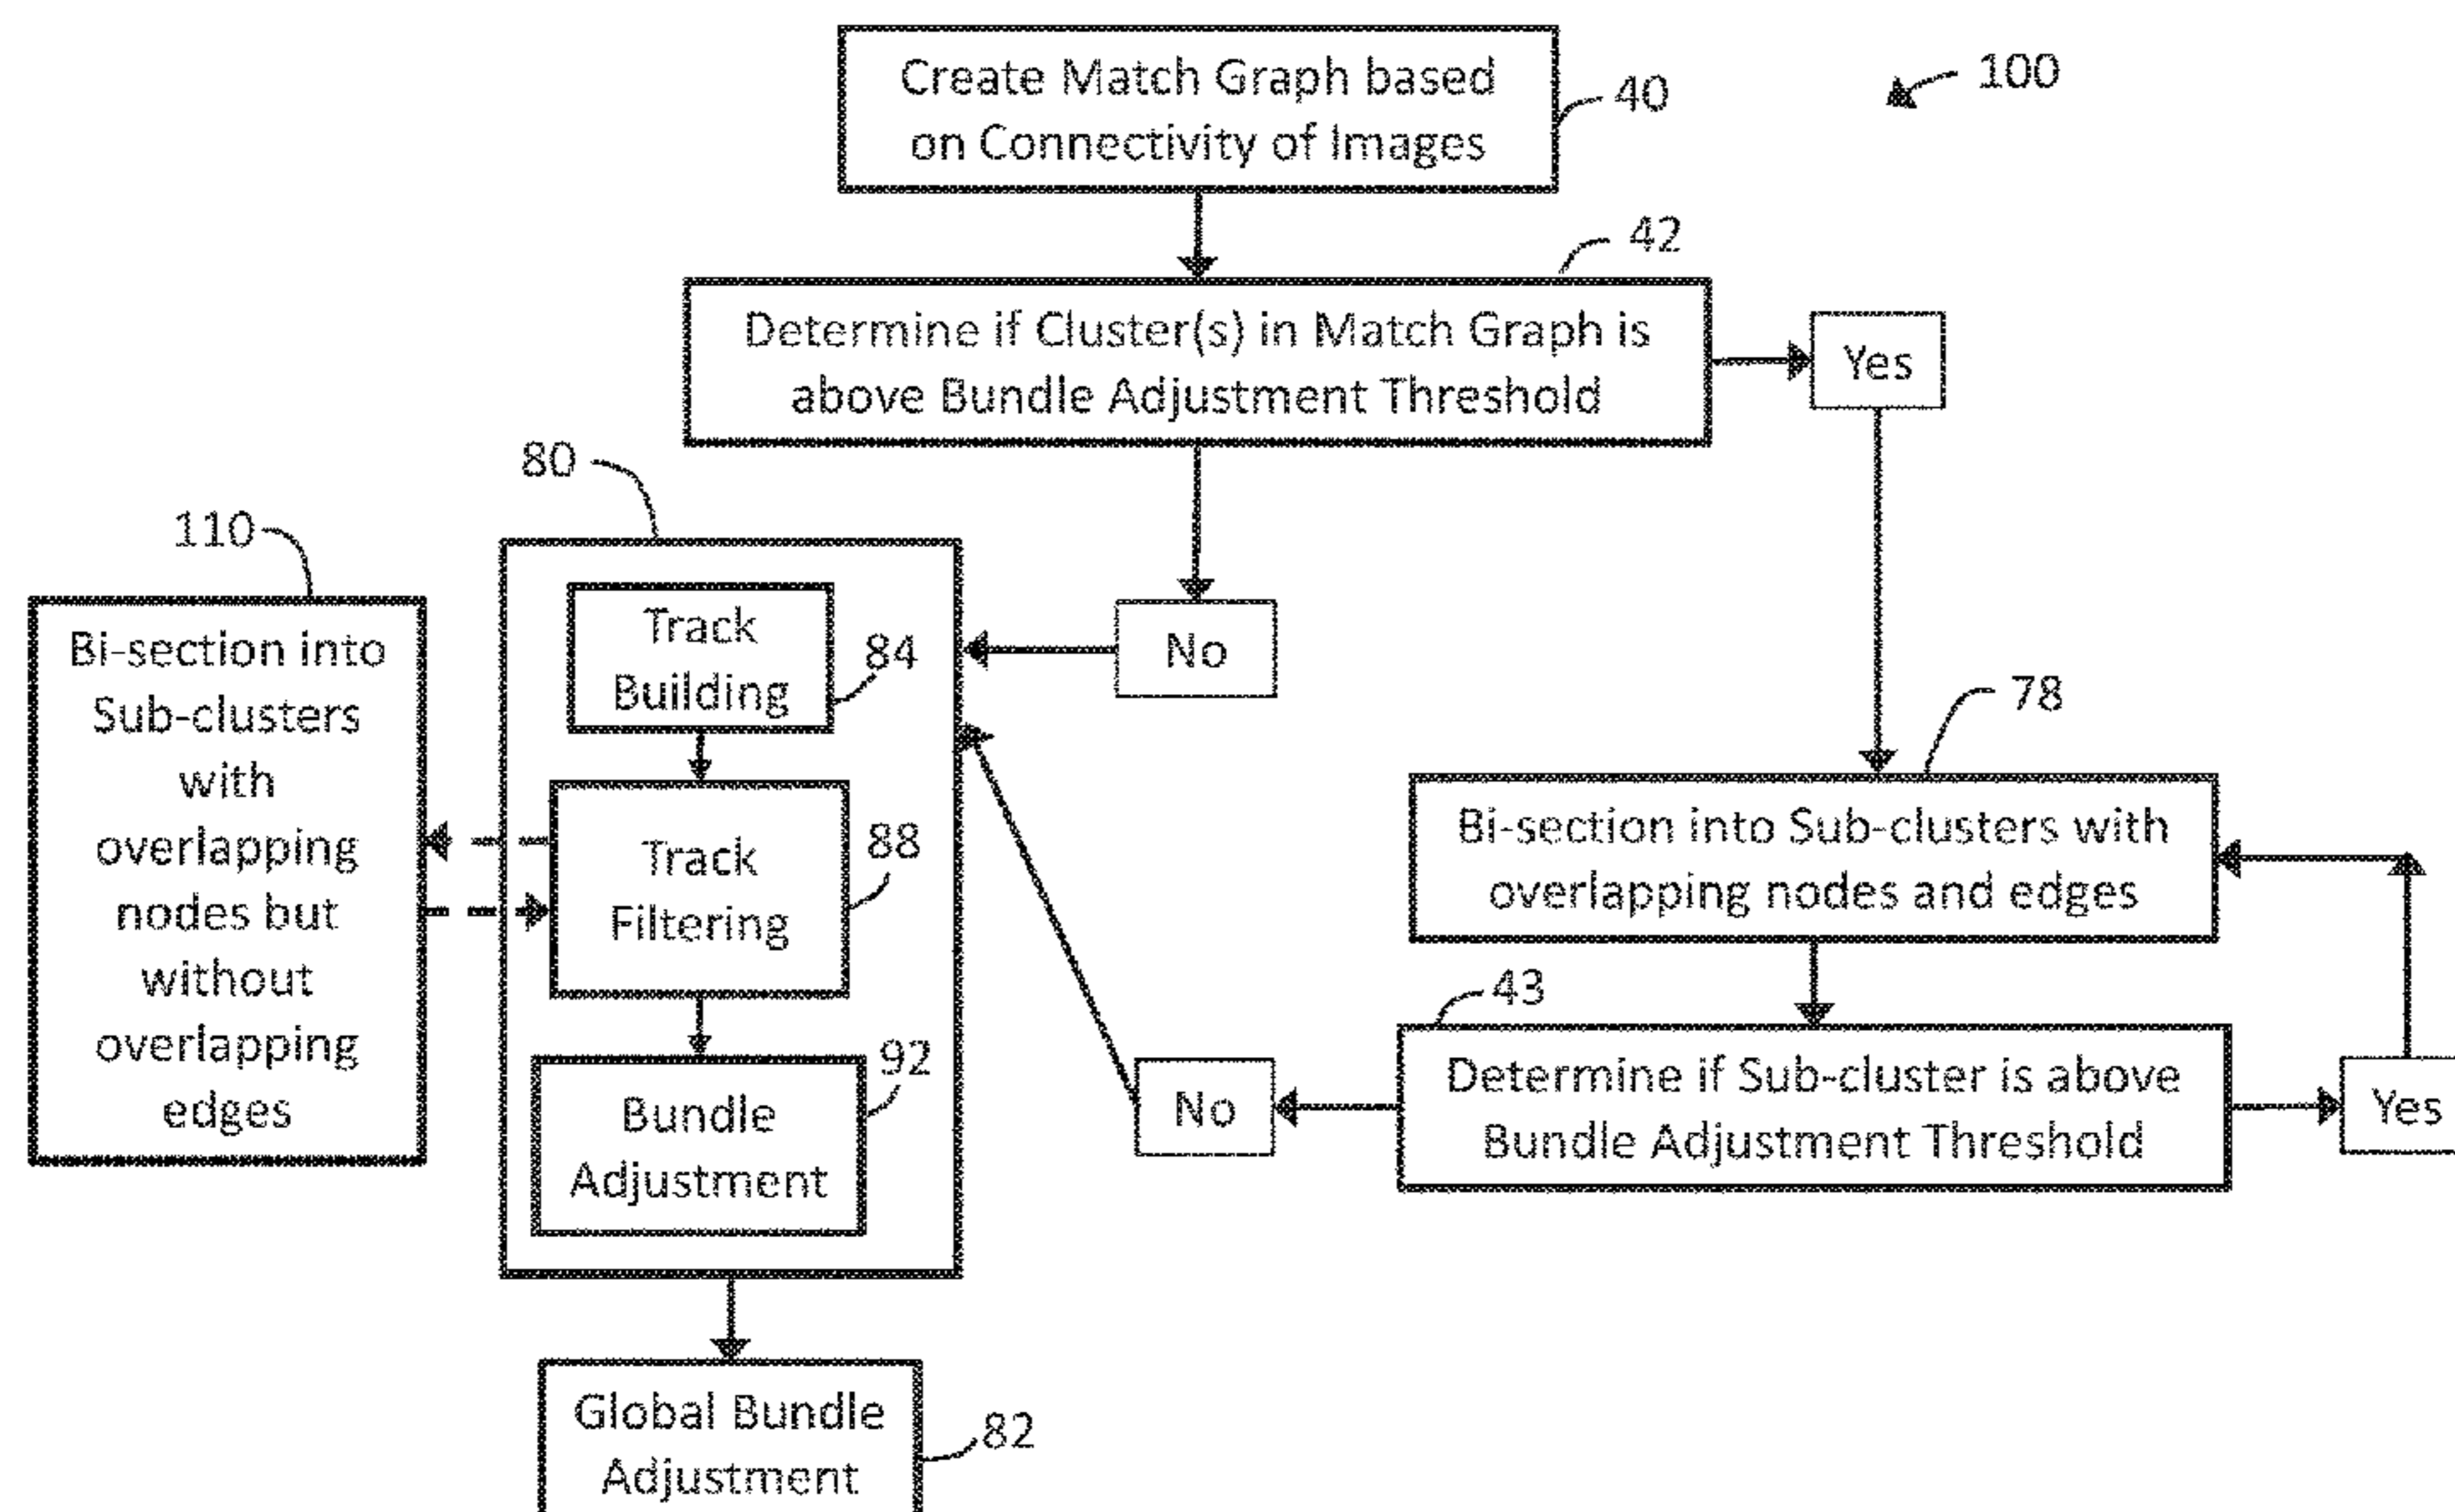 Create Match Graph based
on Connectivity of Images
40
100
42
Determine if Cluster(s) in Match Graph is
above Bundle Adjustment Threshold
Yes
80
110
Bi-section into
Sub-clusters
with
overlapping
nodes but
without
overlapping
edges
Track
Building
84
No
Track
Filtering
88
Bundle
Adjustment
92
78
Bi-section into Sub-clusters with
overlapping nodes and edges
43
Determine if Sub-cluster is above
Bundle Adjustment Threshold
No
Yes
Global Bundle
Adjustment
82